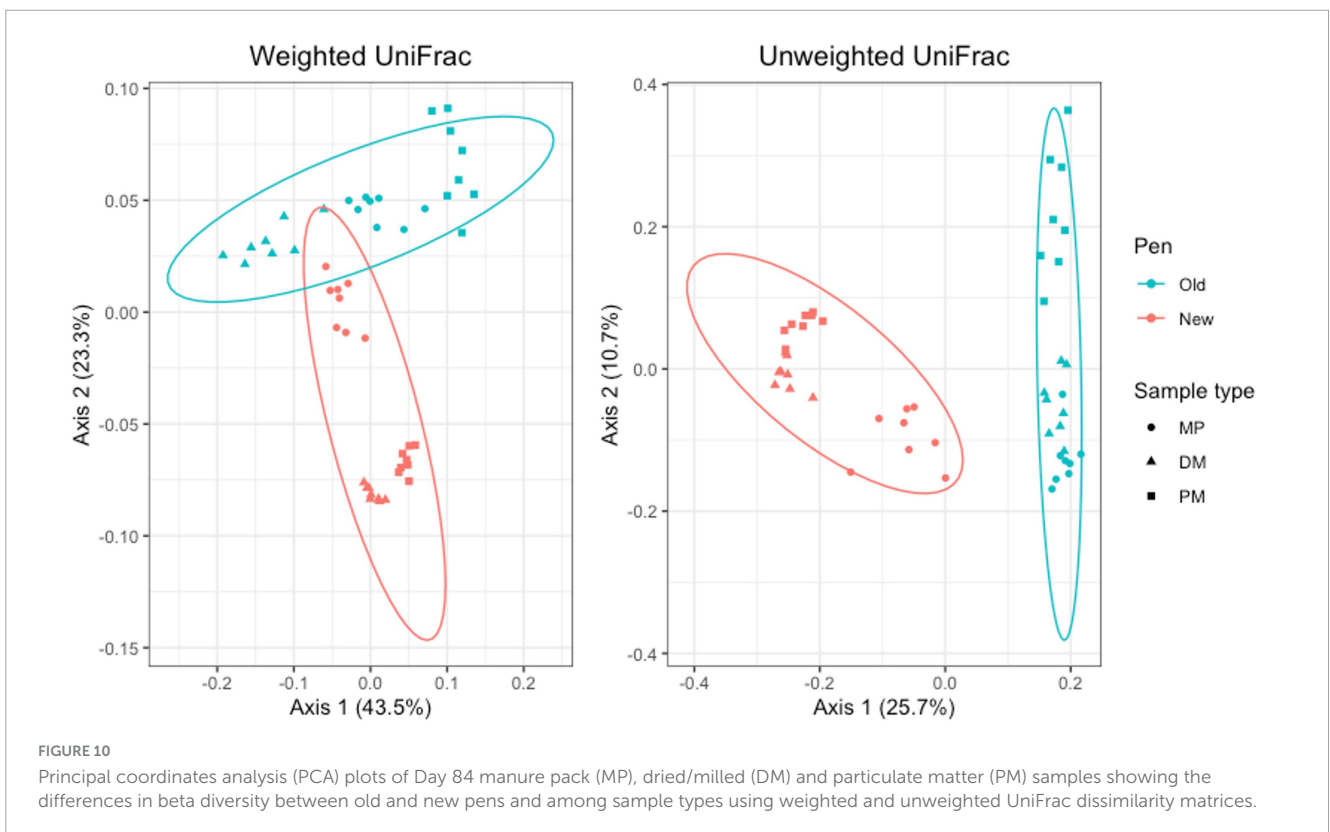 Weighted UniFrac
Unweighted UniFrac
0.10
0.05
0.00
-0.05
-0.10
-0.15
Axis 2 (23.3%)
-0.2
-0.1
0.0
0.1
0.2
Axis 1 (43.5%)
0.4
0.2
0.0
-0.2
-0.4
Axis 2 (10.7%)
-0.4
-0.2
0.0
0.2
Axis 1 (25.7%)
Pen
Old
New
Sample type
MP
DM
PM
FIGURE 10
Principal coordinates analysis (PCA) plots of Day 84 manure pack (MP), dried/milled (DM) and particulate matter (PM) samples showing the
differences in beta diversity between old and new pens and among sample types using weighted and unweighted UniFrac dissimilarity matrices.